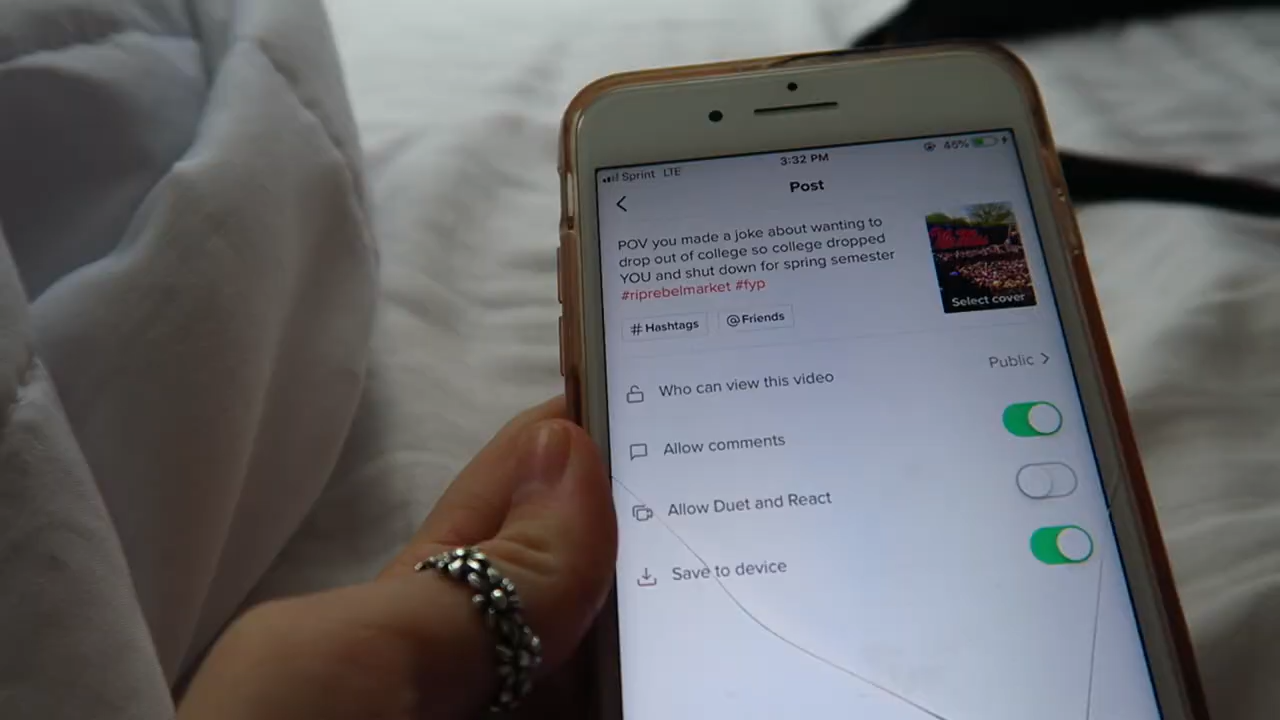 Sprint LTE 3:32 PM 46%
Post
POV you made a joke about wanting to
drop out of college so college dropped
YOU and shut down for spring semester
#riprebelmarket #fyp
Select cover
# Hashtags @Friends
Who can view this video Public >
Allow comments
Allow Duet and React
Save to device